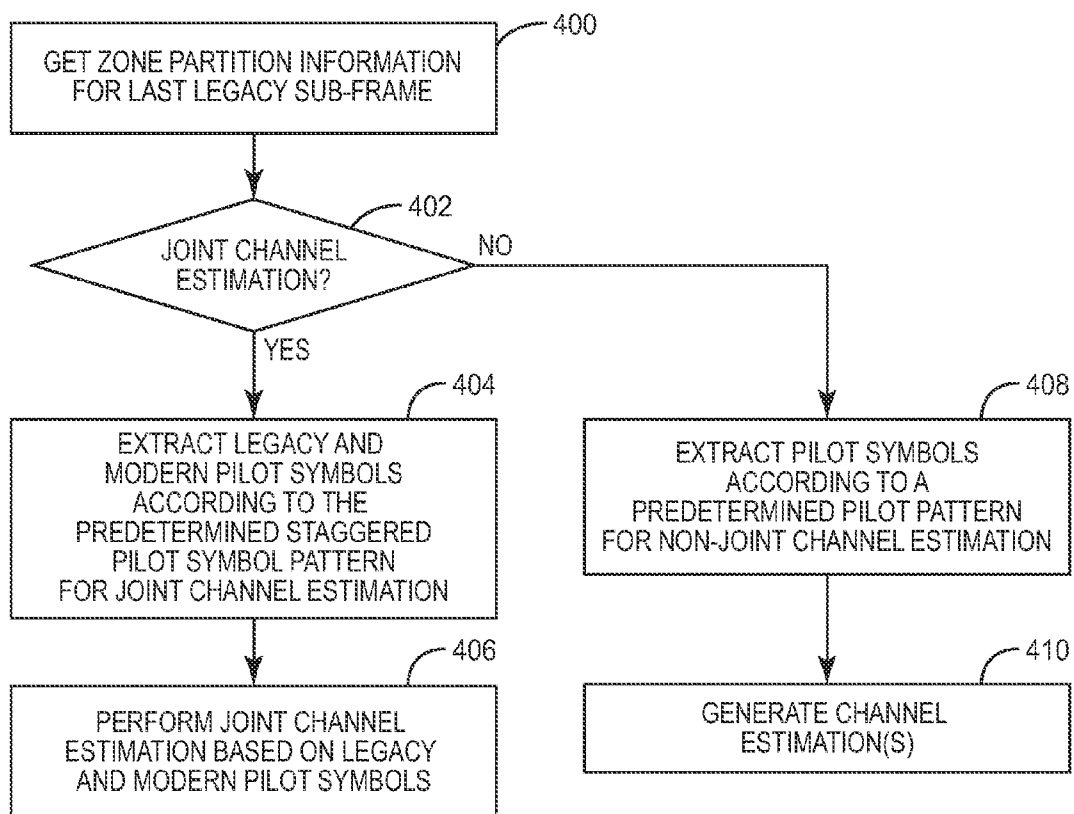 400
GET ZONE PARTITION INFORMATION
FOR LAST LEGACY SUB-FRAME
402
JOINT CHANNEL
ESTIMATION?
NO
YES
404
EXTRACT LEGACY AND
MODERN PILOT SYMBOLS
ACCORDING TO THE
PREDETERMINED STAGGERED
PILOT SYMBOL PATTERN
FOR JOINT CHANNEL ESTIMATION
408
EXTRACT PILOT SYMBOLS
ACCORDING TO A
PREDETERMINED PILOT PATTERN
FOR NON-JOINT CHANNEL ESTIMATION
406
PERFORM JOINT CHANNEL
ESTIMATION BASED ON LEGACY
AND MODERN PILOT SYMBOLS
410
GENERATE CHANNEL
ESTIMATION(S)